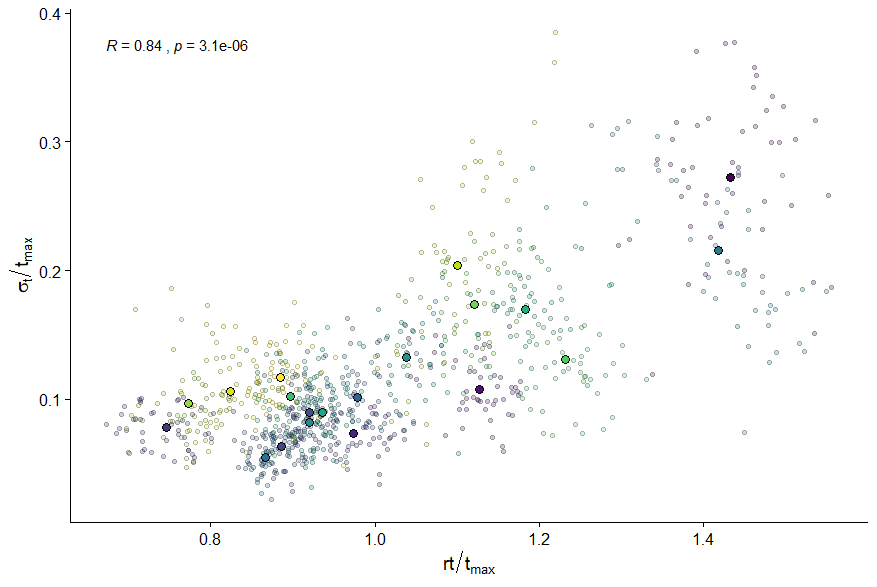 0.4
R = 0.84 , p = 3.1e-06
0.3
0.2
0.1
σt/tmax
0.8 1.0 1.2 1.4
rt/tmax